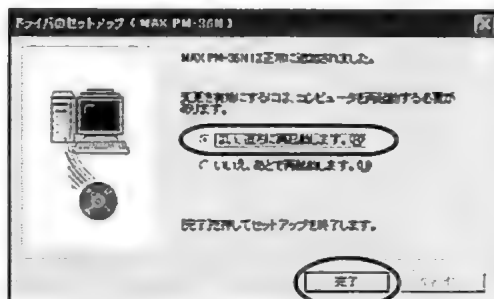 ドライバのセットアップ ( MAX PM-36N )
MAX PM-36Nは正常に追加されました。
変更を有効にするには、コンピュータを再起動する必要が
あります。
はい、直ちに再起動します。
いいえ、あとで再起動します。
[完了]を押してセットアップを終了します。
完了